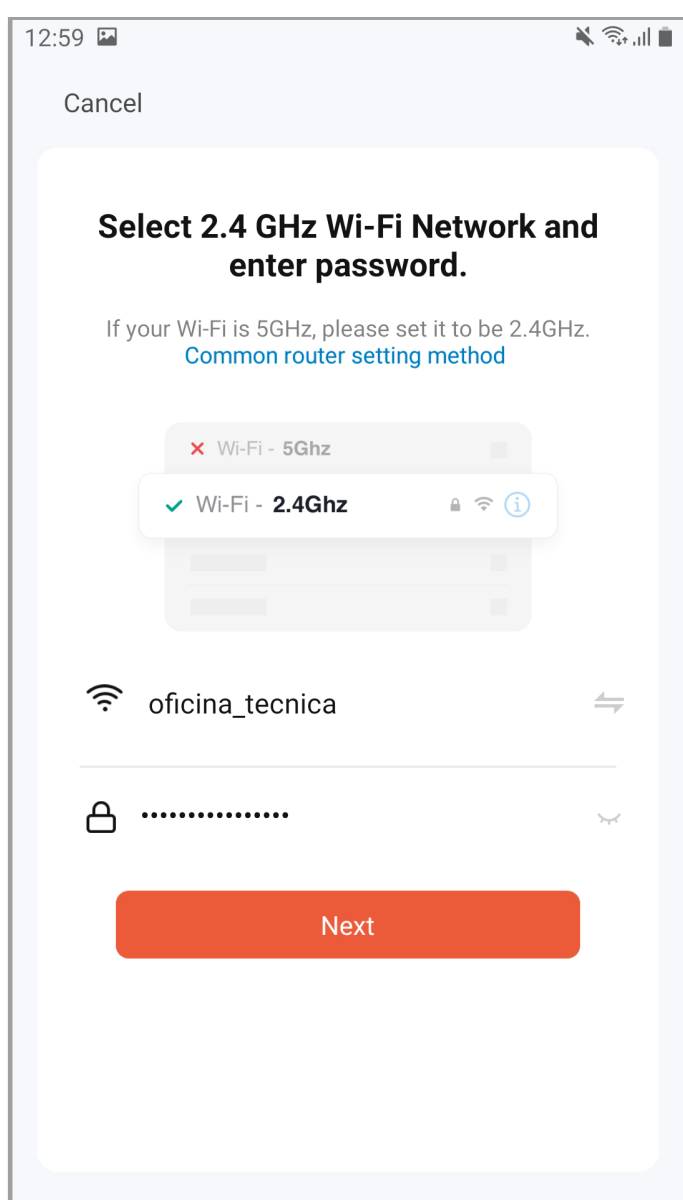 12:59
Cancel
Select 2.4 GHz Wi-Fi Network and
enter password.
If your Wi-Fi is 5GHz, please set it to be 2.4GHz.
Common router setting method
Wi-Fi - 5Ghz
Wi-Fi - 2.4Ghz
oficina_tecnica
••••••••••••••••
Next